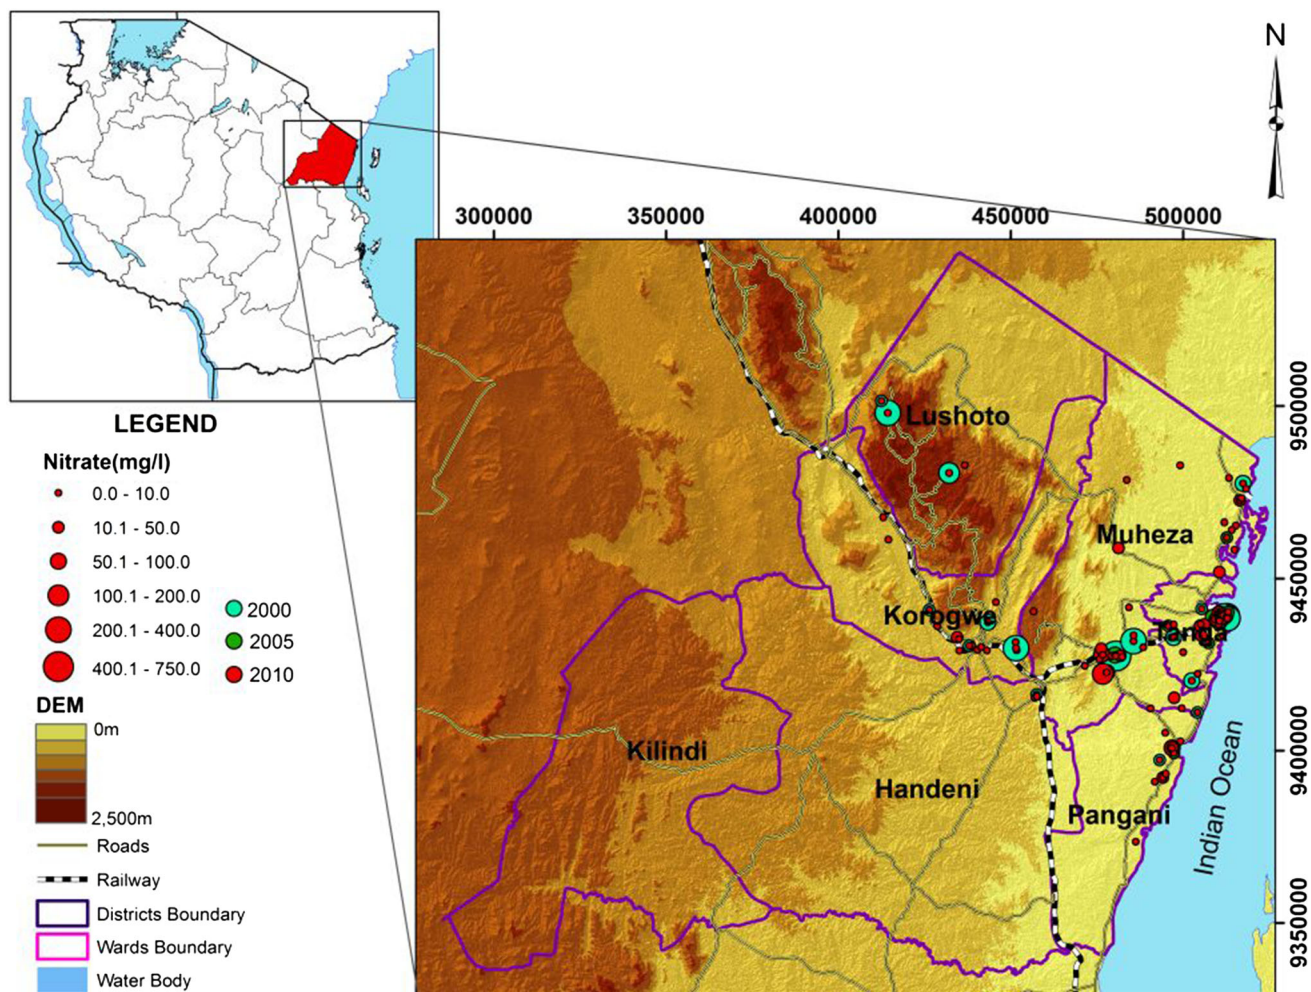 N
300000 350000 400000 450000 500000
9500000
9450000
9400000
9350000
Lushoto
Muheza
Korogwe
Tanga
Kilindi
Handeni
Pangani
Indian Ocean
LEGEND
Nitrate(mg/l)
0.0 - 10.0
10.1 - 50.0
50.1 - 100.0
100.1 - 200.0
200.1 - 400.0
400.1 - 750.0
2000
2005
2010
DEM
0m
2,500m
Roads
Railway
Districts Boundary
Wards Boundary
Water Body